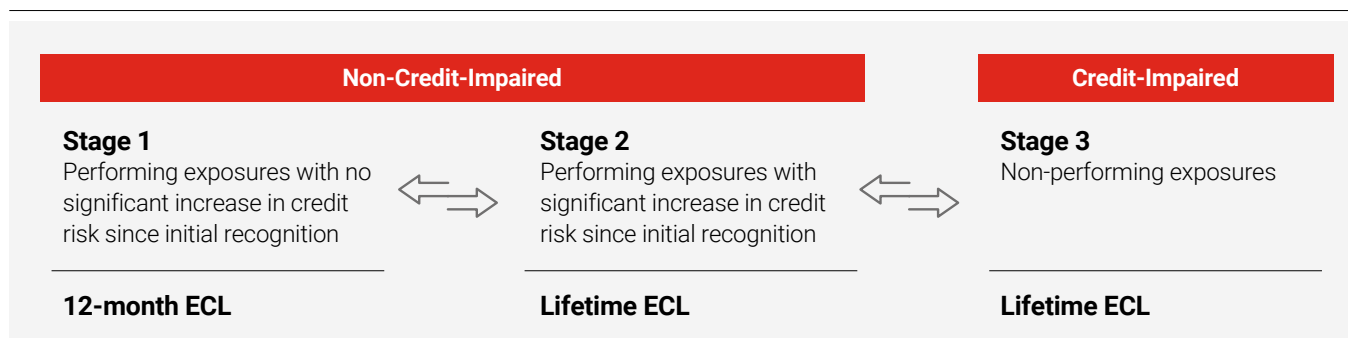 Non-Credit-Impaired
Credit-Impaired
Stage 1
Performing exposures with no
significant increase in credit
risk since initial recognition
12-month ECL
Stage 2
Performing exposures with
significant increase in credit
risk since initial recognition
Lifetime ECL
Stage 3
Non-performing exposures
Lifetime ECL